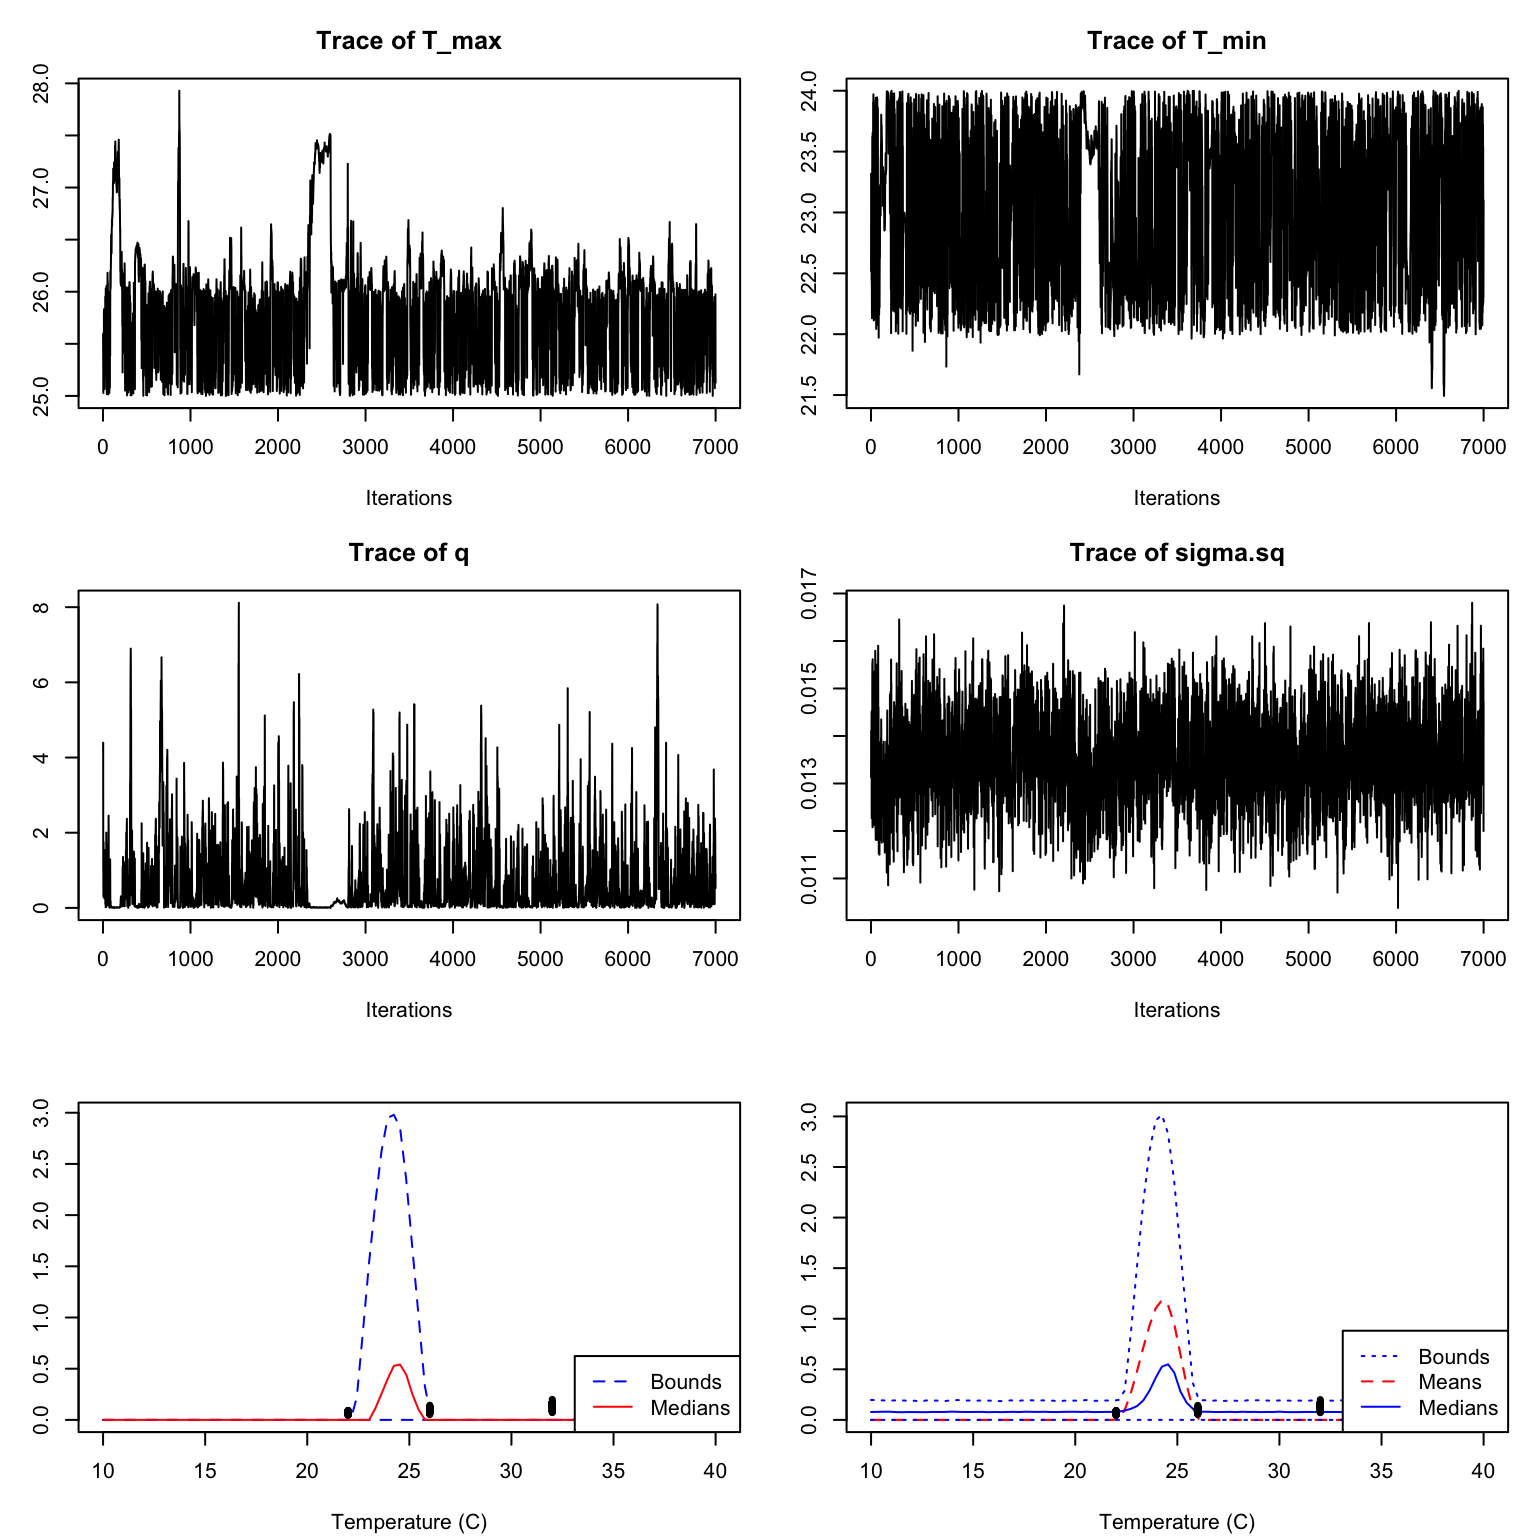 Trace of T_max
28.0
27.0
26.0
25.0
0 1000 2000 3000 4000 5000 6000 7000
Iterations
Trace of T_min
24.0
23.5
23.0
22.5
22.0
21.5
0 1000 2000 3000 4000 5000 6000 7000
Iterations
Trace of q
8
6
4
2
0
0 1000 2000 3000 4000 5000 6000 7000
Iterations
Trace of sigma.sq
0.017
0.015
0.013
0.011
0 1000 2000 3000 4000 5000 6000 7000
Iterations
3.0
2.5
2.0
1.5
1.0
0.5
0.0
Bounds
Medians
10 15 20 25 30 35 40
Temperature (C)
3.0
2.5
2.0
1.5
1.0
0.5
0.0
Bounds
Means
Medians
10 15 20 25 30 35 40
Temperature (C)